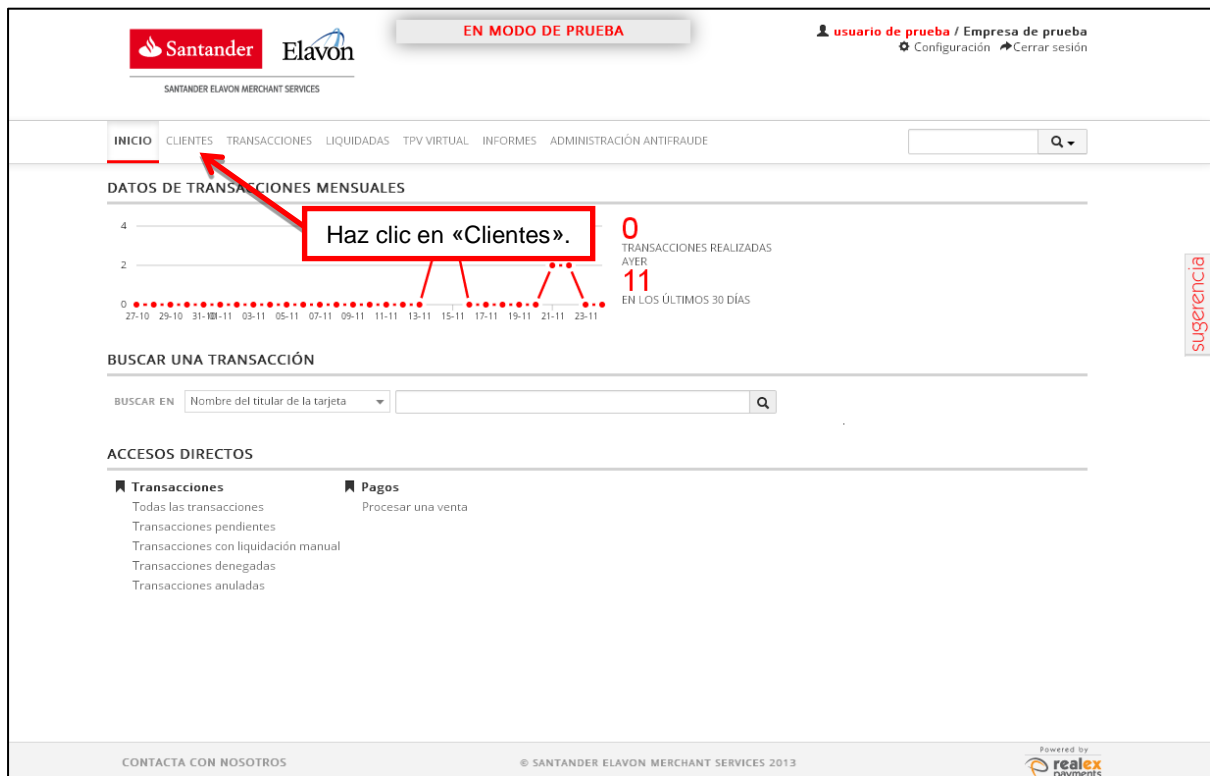 Santander Elavon
SANTANDER ELAVON MERCHANT SERVICES
EN MODO DE PRUEBA
usuario de prueba / Empresa de prueba
Configuración Cerrar sesión
INICIO CLIENTES TRANSACCIONES LIQUIDADAS TPV VIRTUAL INFORMES ADMINISTRACIÓN ANTIFRAUDE
DATOS DE TRANSACCIONES MENSUALES
Haz clic en «Clientes».
4
2
0
27-10 29-10 31-10 01-11 03-11 05-11 07-11 09-11 11-11 13-11 15-11 17-11 19-11 21-11 23-11
0
TRANSACCIONES REALIZADAS
AYER
11
EN LOS ÚLTIMOS 30 DÍAS
sugerencia
BUSCAR UNA TRANSACCIÓN
BUSCAR EN Nombre del titular de la tarjeta
ACCESOS DIRECTOS
Transacciones
Todas las transacciones
Transacciones pendientes
Transacciones con liquidación manual
Transacciones denegadas
Transacciones anuladas
Pagos
Procesar una venta
CONTACTA CON NOSOTROS
© SANTANDER ELAVON MERCHANT SERVICES 2013
Powered by
realex
payments